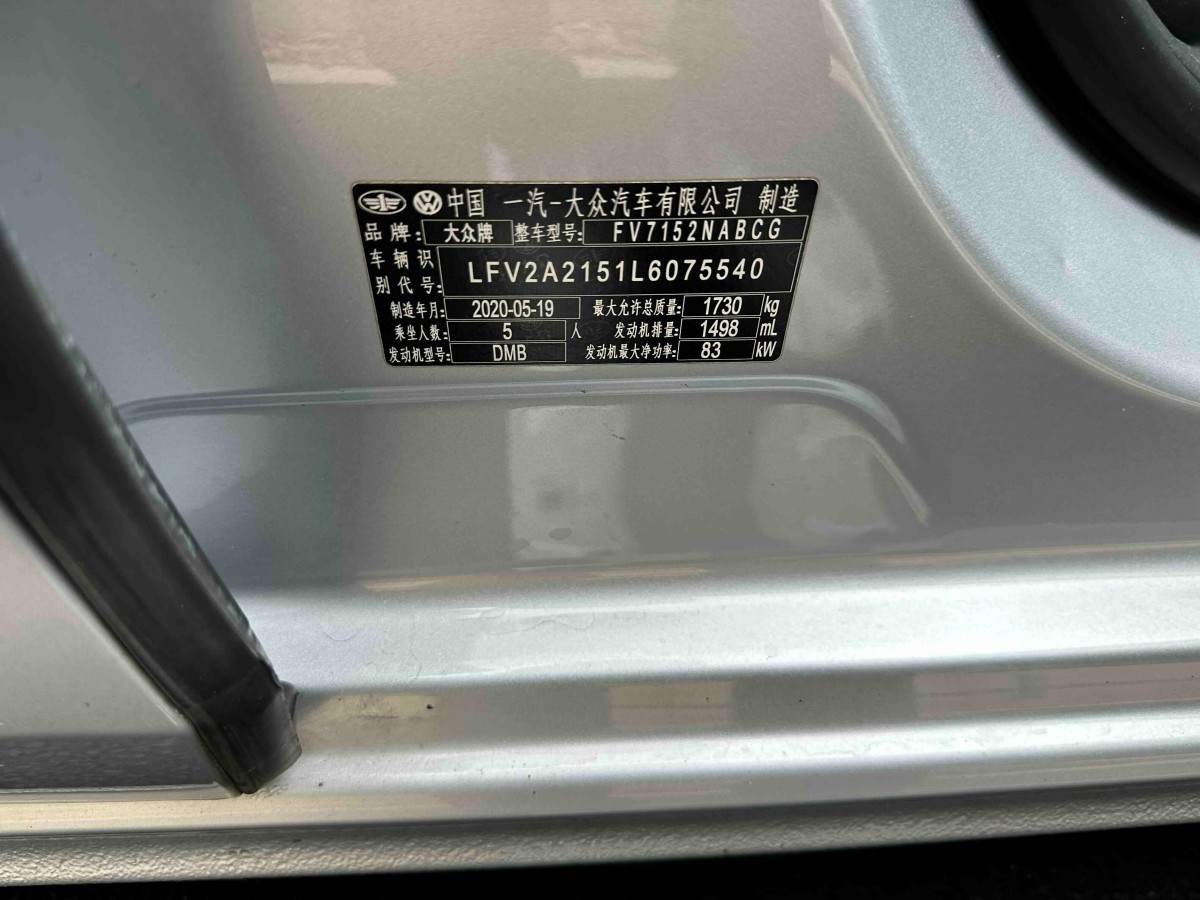 中国 一汽-大众汽车有限公司 制造
品牌: 大众牌 整车型号: FV7152NABCG
车辆识别代号: LFV2A2151L6075540
制造年月: 2020-05-19 最大允许总质量: 1730 kg
乘坐人数: 5 人 发动机排量: 1498 mL
发动机型号: DMB 发动机最大净功率: 83 kW